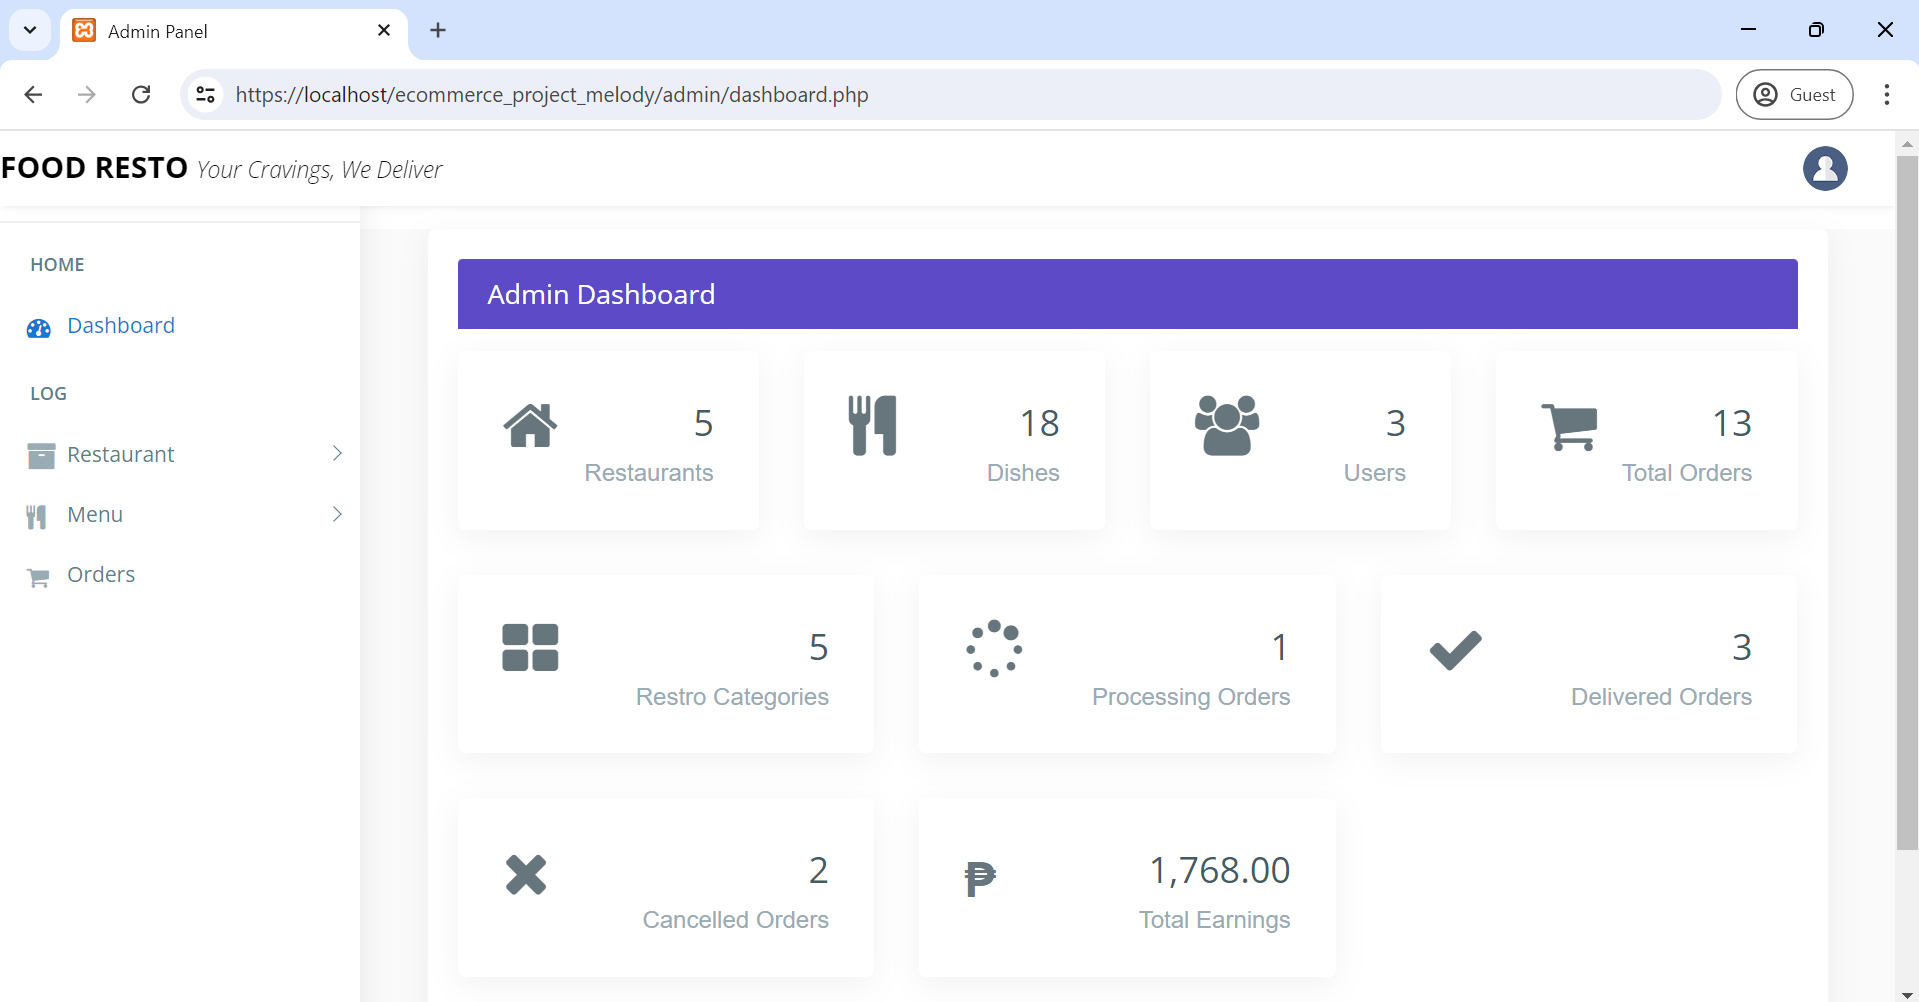 Admin Panel
https://localhost/ecommerce_project_melody/admin/dashboard.php
Guest
FOOD RESTO Your Cravings, We Deliver
HOME
Dashboard
LOG
Restaurant
Menu
Orders
Admin Dashboard
5
Restaurants
18
Dishes
3
Users
13
Total Orders
5
Restro Categories
1
Processing Orders
3
Delivered Orders
2
Cancelled Orders
₱ 1,768.00
Total Earnings